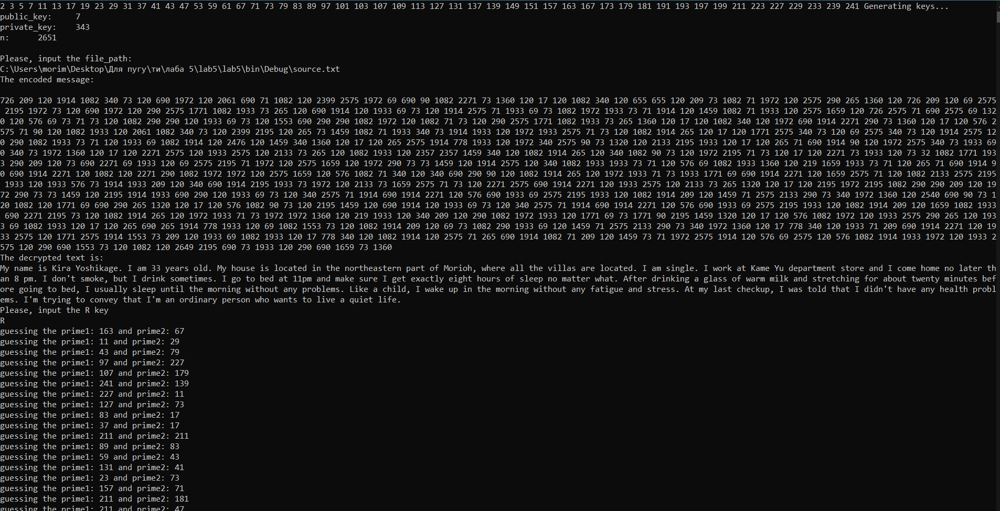 2 3 5 7 11 13 17 19 23 29 31 37 41 43 47 53 59 61 67 71 73 79 83 89 97 101 103 107 109 113 127 131 137 139 149 151 157 163 167 173 179 181 191 193 197 199 211 223 227 229 233 239 241 Generating keys...
public_key:     7
private_key:    343
n:      2651
Please, input the file_path:
C:\Users\morim\Desktop\Для пугу\ти\лаба 5\lab5\lab5\bin\Debug\source.txt
The encoded message:
726 209 120 1914 1082 340 73 120 690 1972 120 2061 690 71 1082 120 2399 2575 1972 69 690 90 1082 2271 73 1360 120 17 120 1082 340 120 655 655 120 209 73 1082 71 1972 120 2575 290 265 1360 120 726 209 120 69 2575
2195 1972 73 120 690 1972 120 290 2575 1771 1082 1933 73 265 120 690 1914 120 1933 69 73 120 1914 2575 71 1933 69 73 1082 1972 1933 73 71 1914 120 1459 1082 71 1933 120 2575 1659 120 726 2575 71 690 2575 69 132
0 120 576 69 73 71 73 120 1082 290 290 120 1933 69 73 120 1553 690 290 290 1082 1972 120 1082 71 73 120 290 2575 1771 1082 1933 73 265 1360 120 17 120 1082 340 120 1972 690 1914 2271 290 73 1360 120 17 120 576 2
575 71 90 120 1082 1933 120 2061 1082 340 73 120 2399 2195 120 265 73 1459 1082 71 1933 340 73 1914 1933 120 1972 1933 2575 71 73 120 1082 1914 265 120 17 120 1771 2575 340 73 120 69 2575 340 73 120 1914 2575 12
0 290 1082 1933 73 71 120 1933 69 1082 1914 120 2476 120 1459 340 1360 120 17 120 265 2575 1914 778 1933 120 1972 340 2575 90 73 1320 120 2133 2195 1933 120 17 120 265 71 690 1914 90 120 1972 2575 340 73 1933 69
0 340 73 1972 1360 120 17 120 2271 2575 120 1933 2575 120 2133 73 265 120 1082 1933 120 2357 2357 1459 340 120 1082 1914 265 120 340 1082 90 73 120 1972 2195 71 73 120 17 120 2271 73 1933 120 73 32 1082 1771 193
3 290 209 120 73 690 2271 69 1933 120 69 2575 2195 71 1972 120 2575 1659 120 1972 290 73 73 1459 120 1914 2575 120 340 1082 1933 1933 73 71 120 576 69 1082 1933 1360 120 219 1659 1933 73 71 120 265 71 690 1914 9
0 690 1914 2271 120 1082 120 2271 290 1082 1972 1972 120 2575 1659 120 576 1082 71 340 120 340 690 290 90 120 1082 1914 265 120 1972 1933 71 73 1933 1771 69 690 1914 2271 120 1659 2575 71 120 1082 2133 2575 2195
1933 120 1933 576 73 1914 1933 209 120 340 690 1914 2195 1933 73 1972 120 2133 73 1659 2575 71 73 120 2271 2575 690 1914 2271 120 1933 2575 120 2133 73 265 1320 120 17 120 2195 1972 2195 1082 290 290 209 120 19
72 290 73 73 1459 120 2195 1914 1933 690 290 120 1933 69 73 120 340 2575 71 1914 690 1914 2271 120 576 690 1933 69 2575 2195 1933 120 1082 1914 209 120 1459 71 2575 2133 290 73 340 1972 1360 120 2540 690 90 73 1
20 1082 120 1771 69 690 290 265 1320 120 17 120 576 1082 90 73 120 2195 1459 120 690 1914 120 1933 69 73 120 340 2575 71 1914 690 1914 2271 120 576 690 1933 69 2575 2195 1933 120 1082 1914 209 120 1659 1082 1933
690 2271 2195 73 120 1082 1914 265 120 1972 1933 71 73 1972 1972 1360 120 219 1933 120 340 209 120 290 1082 1972 1933 120 1771 69 73 1771 90 2195 1459 1320 120 17 120 576 1082 1972 120 1933 2575 290 265 120 193
3 69 1082 1933 120 17 120 265 690 265 1914 778 1933 120 69 1082 1553 73 120 1082 1914 209 120 69 73 1082 290 1933 69 120 1459 71 2575 2133 290 73 340 1972 1360 120 17 778 340 120 1933 71 209 690 1914 2271 120 19
33 2575 120 1771 2575 1914 1553 73 209 120 1933 69 1082 1933 120 17 778 340 120 1082 1914 120 2575 71 265 690 1914 1082 71 209 120 1459 73 71 1972 2575 1914 120 576 69 2575 120 576 1082 1914 1933 1972 120 1933 2
575 120 290 690 1553 73 120 1082 120 2649 2195 690 73 1933 120 290 690 1659 73 1360
The decrypted text is:
My name is Kira Yoshikage. I am 33 years old. My house is located in the northeastern part of Morioh, where all the villas are located. I am single. I work at Kame Yu department store and I come home no later th
an 8 pm. I don't smoke, but I drink sometimes. I go to bed at 11pm and make sure I get exactly eight hours of sleep no matter what. After drinking a glass of warm milk and stretching for about twenty minutes bef
ore going to bed, I usually sleep until the morning without any problems. Like a child, I wake up in the morning without any fatigue and stress. At my last checkup, I was told that I didn't have any health probl
ems. I'm trying to convey that I'm an ordinary person who wants to live a quiet life.
Please, input the R key
R
guessing the prime1: 163 and prime2: 67
guessing the prime1: 11 and prime2: 29
guessing the prime1: 43 and prime2: 79
guessing the prime1: 97 and prime2: 227
guessing the prime1: 107 and prime2: 179
guessing the prime1: 241 and prime2: 139
guessing the prime1: 227 and prime2: 11
guessing the prime1: 127 and prime2: 73
guessing the prime1: 83 and prime2: 17
guessing the prime1: 37 and prime2: 17
guessing the prime1: 211 and prime2: 211
guessing the prime1: 89 and prime2: 83
guessing the prime1: 59 and prime2: 43
guessing the prime1: 131 and prime2: 41
guessing the prime1: 23 and prime2: 73
guessing the prime1: 157 and prime2: 71
guessing the prime1: 211 and prime2: 181
guessing the prime1: 211 and prime2: 47